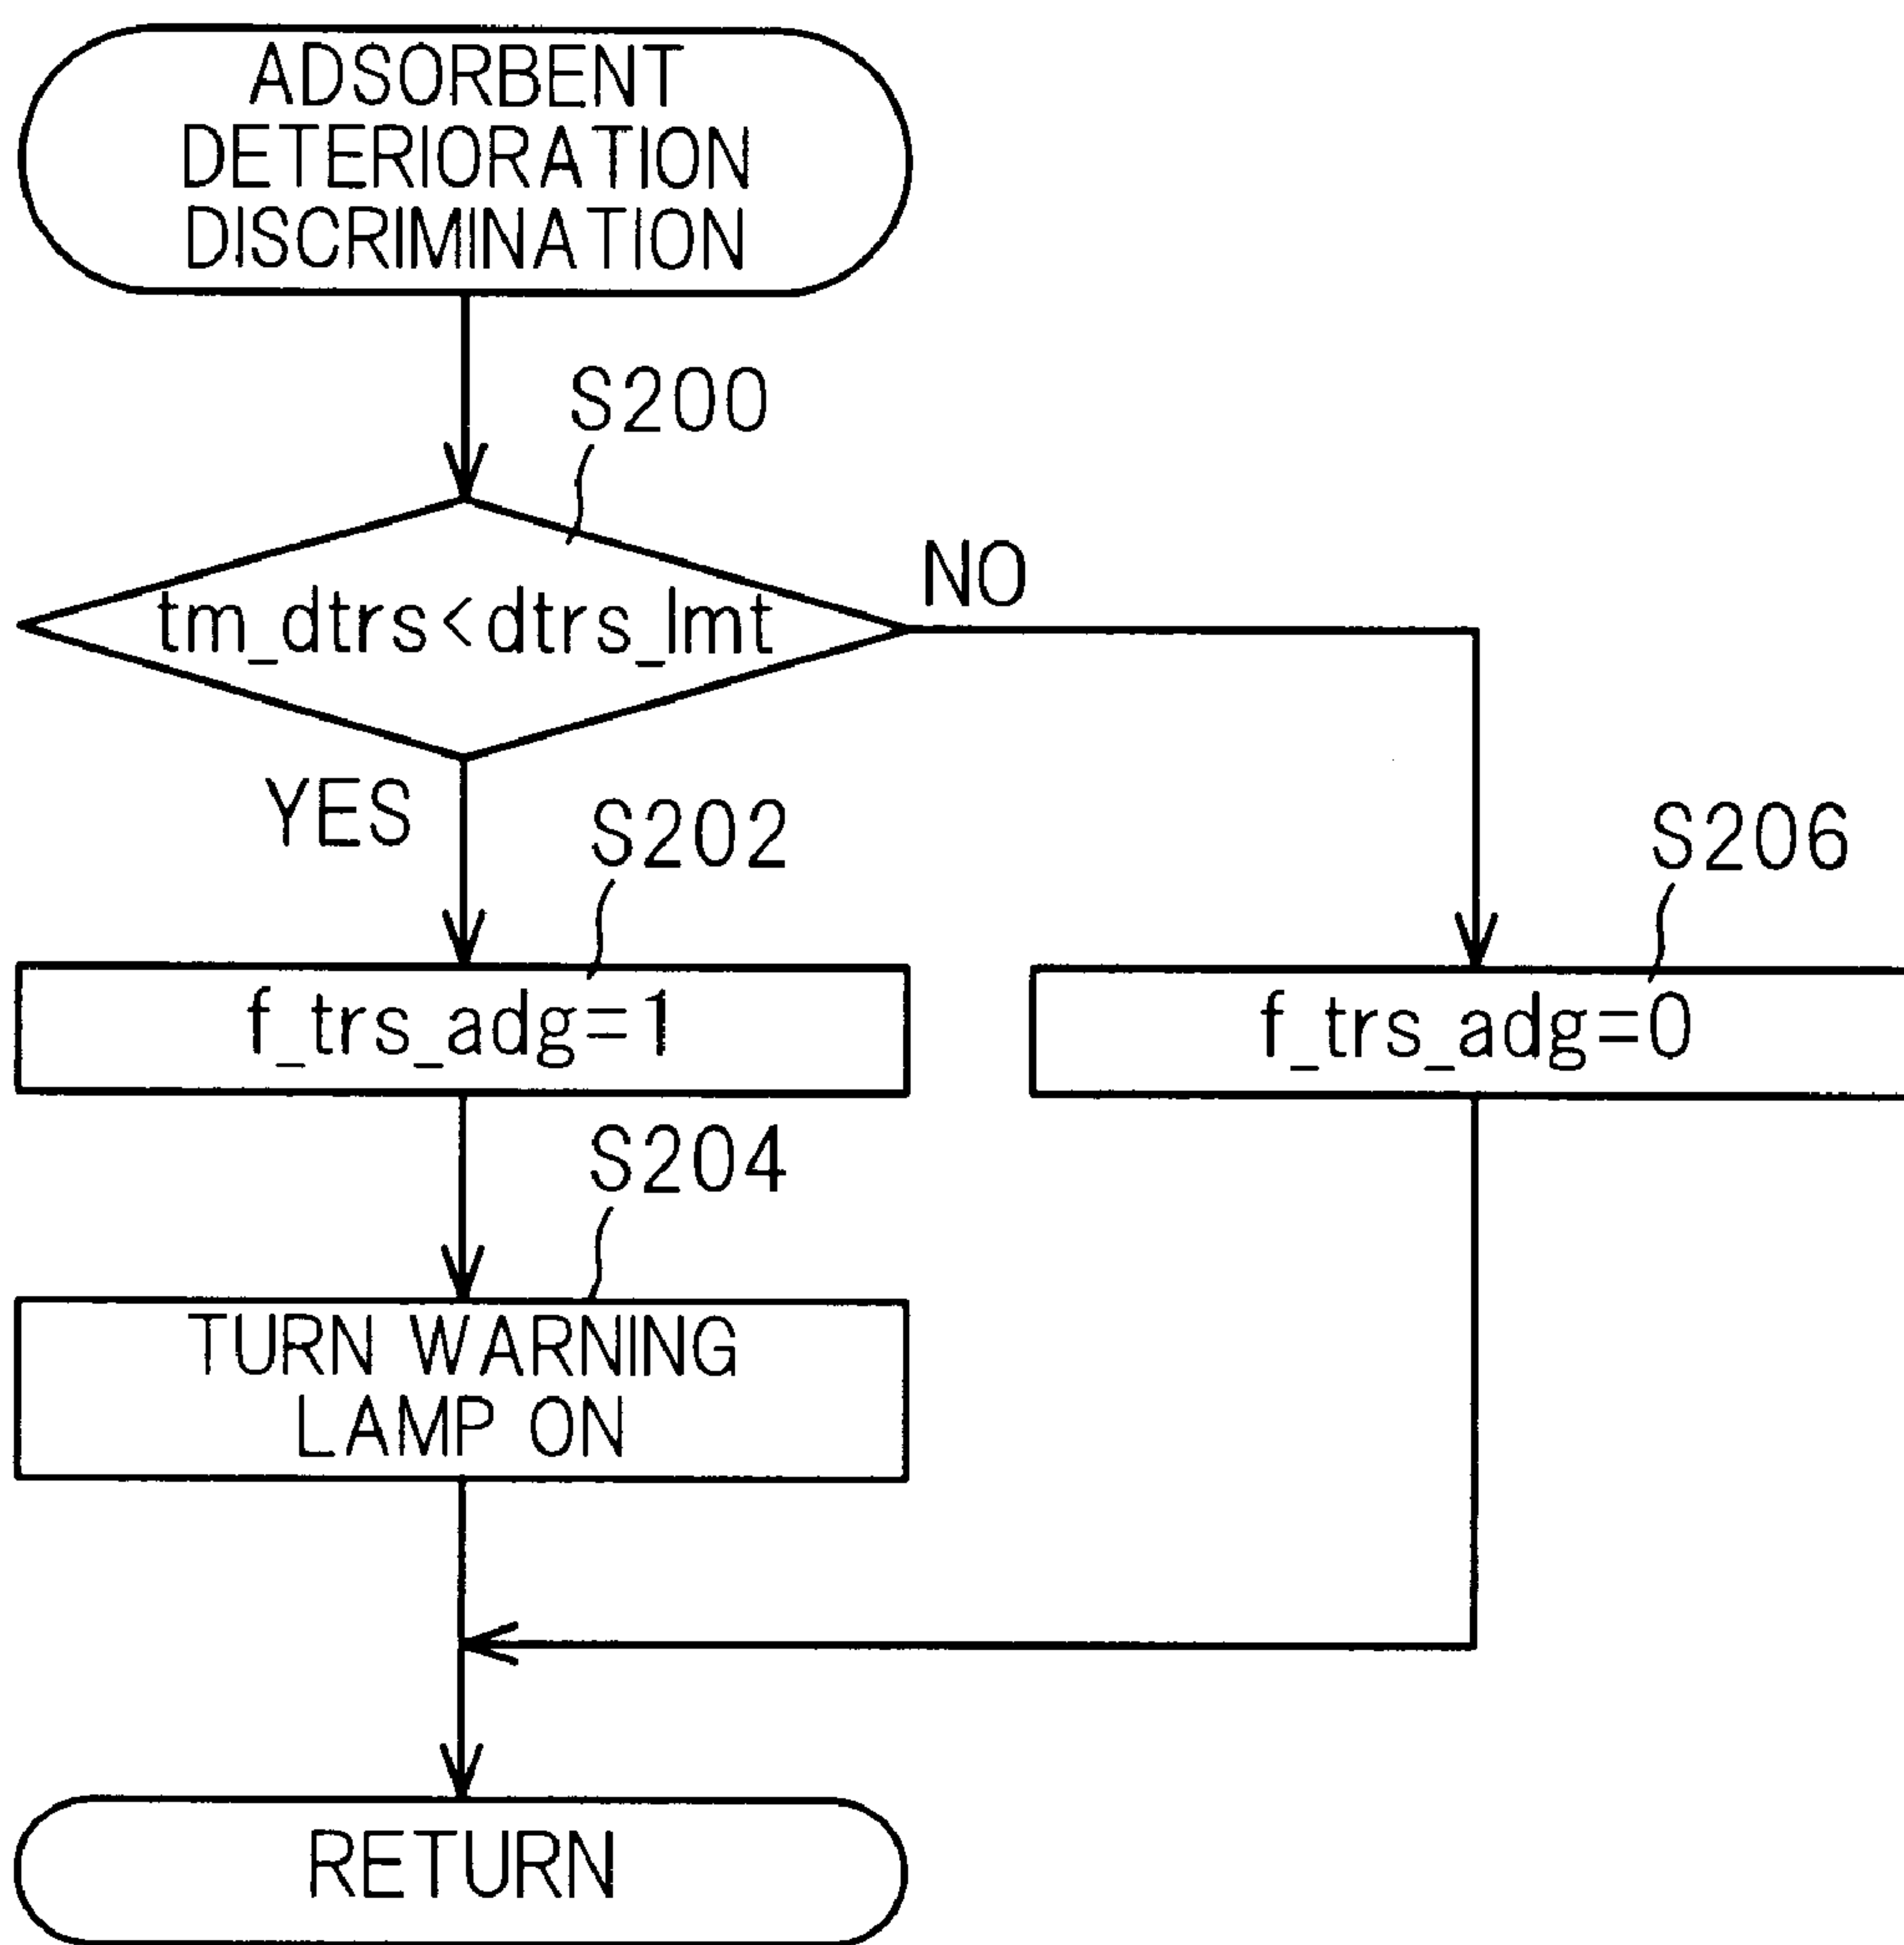 ADSORBENT
DETERIORATION
DISCRIMINATION
S200
tm_dtrs<dtrs_lmt
NO
YES
S202
S206
f_trs_adg=1
f_trs_adg=0
S204
TURN WARNING
LAMP ON
RETURN